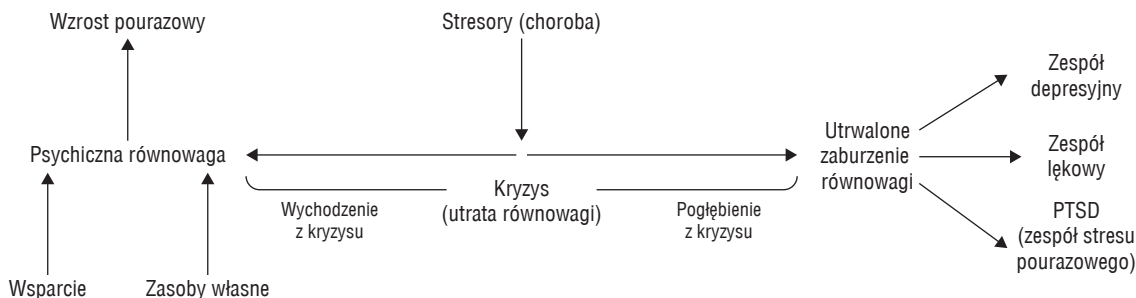 Wzrost pourazowy
Stresory (choroba)
Zespół
depresyjny
Psychiczna równowaga
Utrwalone
zaburzenie
równowagi
Zespół
lękowy
Kryzys
(utrata równowagi)
Wychodzenie
z kryzysu
Pogłębienie
z kryzysu
PTSD
(zespół stresu
pourazowego)
Wsparcie
Zasoby własne